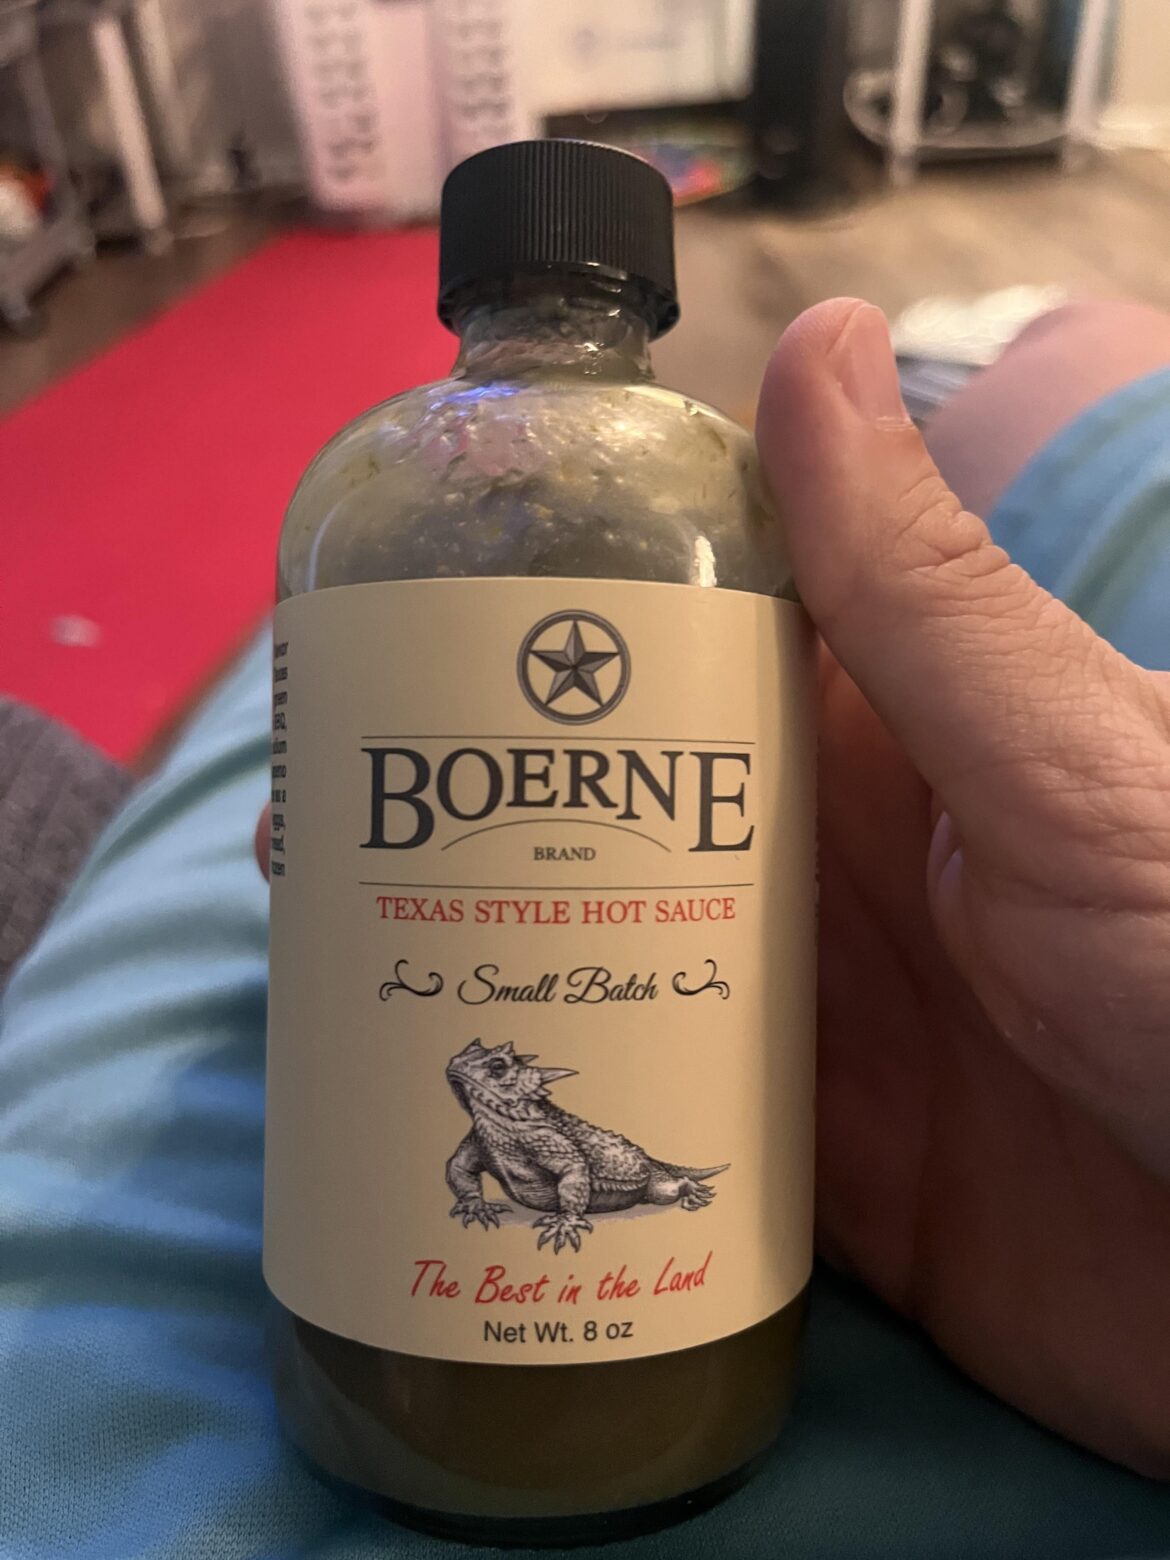 BOERNE
BRAND
TEXAS STYLE HOT SAUCE
Small Batch
The Best in the Land
Net Wt. 8 oz